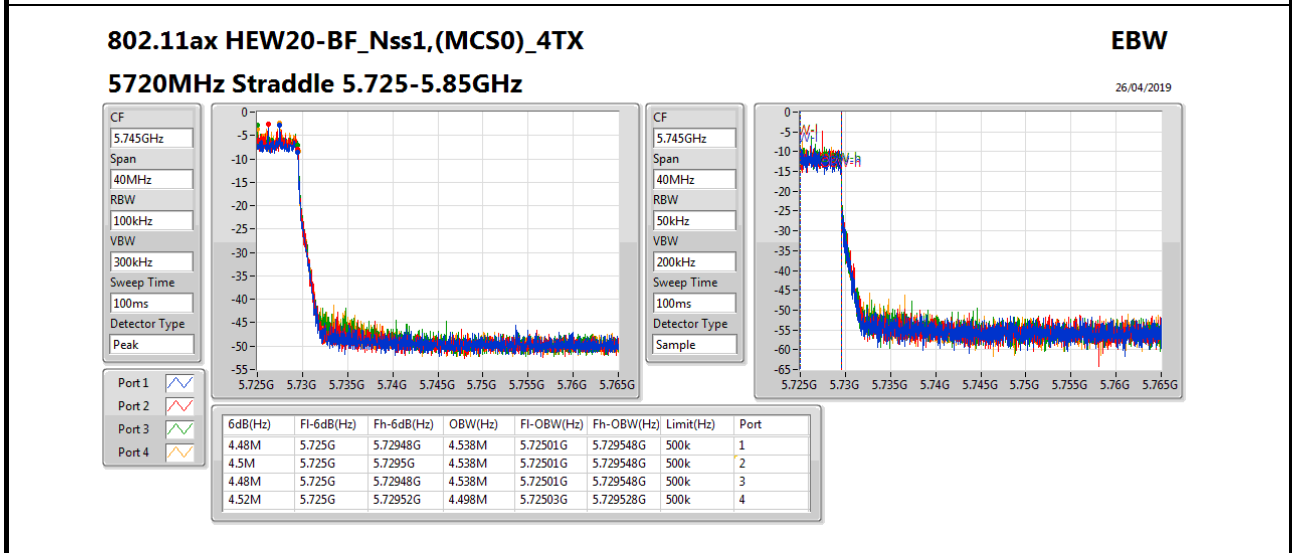 802.11ax HEW20-BF_Nss1,(MCS0)_4TX
EBW
5720MHz Straddle 5.725-5.85GHz
26/04/2019
CF
5.745GHz
Span
40MHz
RBW
100kHz
VBW
300kHz
Sweep Time
100ms
Detector Type
Peak
0
-5
-10
-15
-20
-25
-30
-35
-40
-45
-50
-55
5.725G 5.73G 5.735G 5.74G 5.745G 5.75G 5.755G 5.76G 5.765G
CF
5.745GHz
Span
40MHz
RBW
50kHz
VBW
200kHz
Sweep Time
100ms
Detector Type
Sample
0
-5
-10
-15
-20
-25
-30
-35
-40
-45
-50
-55
-60
-65
5.725G 5.73G 5.735G 5.74G 5.745G 5.75G 5.755G 5.76G 5.765G
Port 1
Port 2
Port 3
Port 4
6dB(Hz) Fl-6dB(Hz) Fh-6dB(Hz) OBW(Hz) Fl-OBW(Hz) Fh-OBW(Hz) Limit(Hz) Port
4.48M 5.725G 5.72948G 4.538M 5.72501G 5.729548G 500k 1
4.5M 5.725G 5.7295G 4.538M 5.72501G 5.729548G 500k 2
4.48M 5.725G 5.72948G 4.538M 5.72501G 5.729548G 500k 3
4.52M 5.725G 5.72952G 4.498M 5.72503G 5.729528G 500k 4